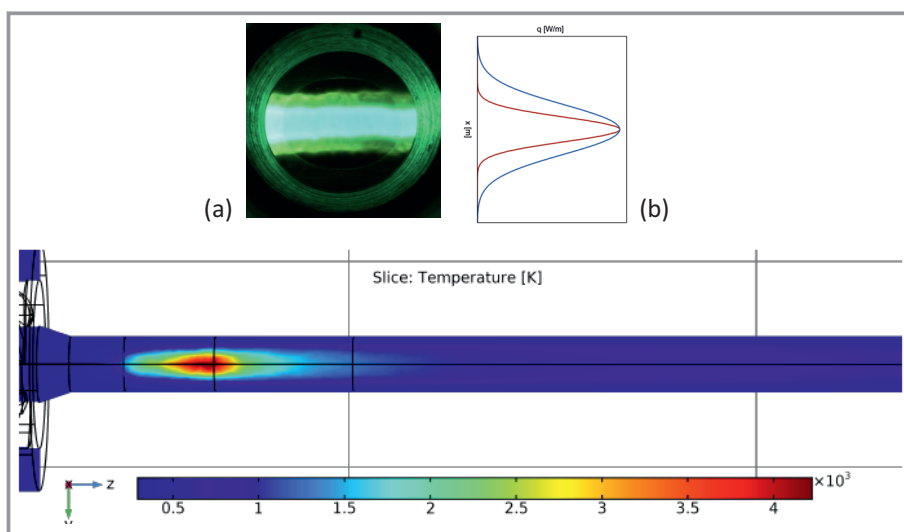 q [W/m]
x [m]
(a)
(b)
Slice: Temperature [K]
z
y
×10³
0.5 1 1.5 2 2.5 3 3.5 4